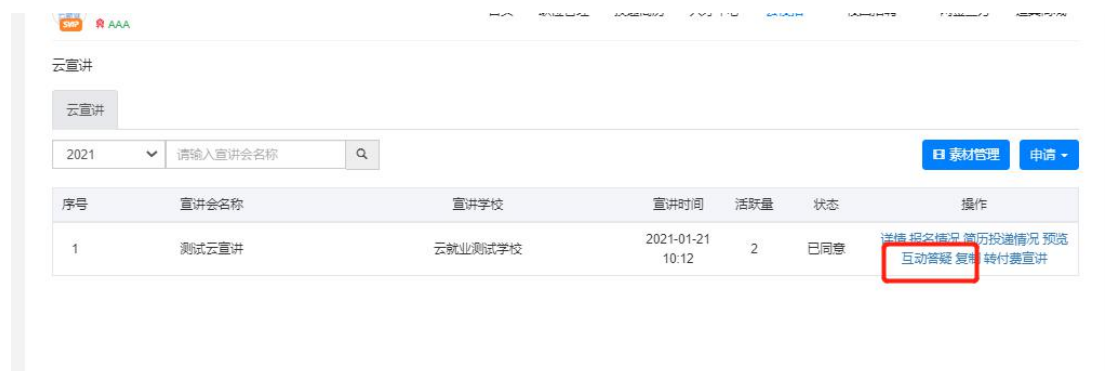 AAA
云宣讲
云宣讲
2021 请输入宣讲会名称 素材管理 申请
序号 宣讲会名称 宣讲学校 宣讲时间 活跃量 状态 操作
1 测试云宣讲 云就业测试学校 2021-01-21 2 已同意 详情 报名情况 简历投递情况 预览
10:12 互动答疑 复制 转付费宣讲